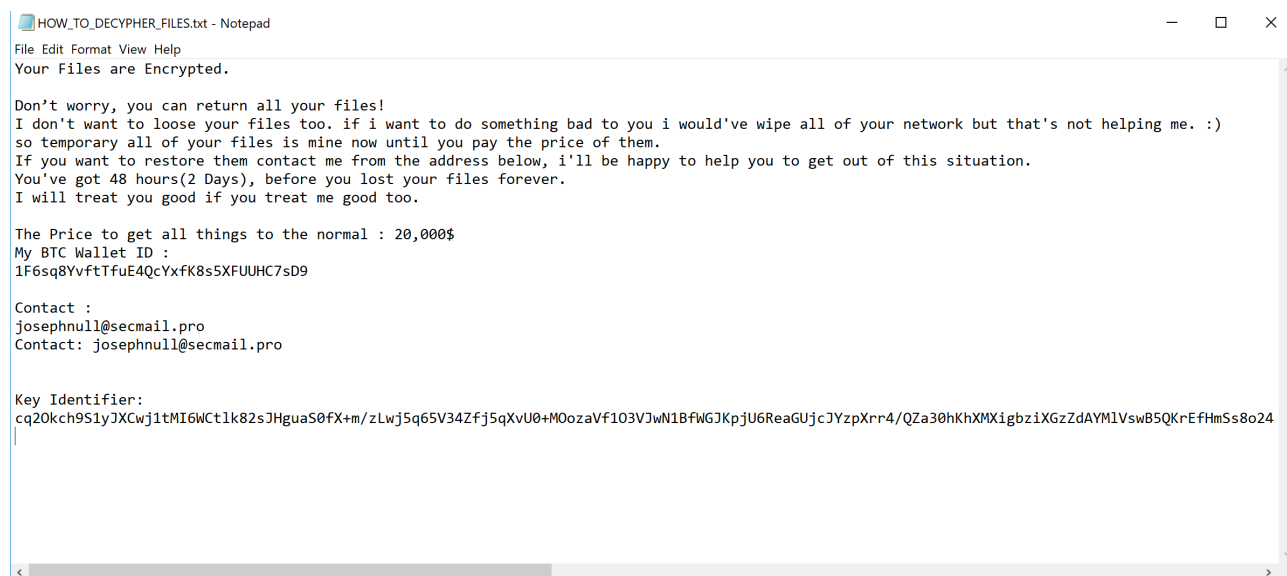 HOW_TO_DECYPHER_FILES.txt - Notepad
File Edit Format View Help
Your Files are Encrypted.
Don’t worry, you can return all your files!
I don't want to loose your files too. if i want to do something bad to you i would've wipe all of your network but that's not helping me. :)
so temporary all of your files is mine now until you pay the price of them.
If you want to restore them contact me from the address below, i'll be happy to help you to get out of this situation.
You've got 48 hours(2 Days), before you lost your files forever.
I will treat you good if you treat me good too.
The Price to get all things to the normal : 20,000$
My BTC Wallet ID :
1F6sq8YvftTfuE4QcYxfK8s5XFUUHC7sD9
Contact :
josephnull@secmail.pro
Contact: josephnull@secmail.pro
Key Identifier:
cq2Okch9S1yJXCwj1tMI6WCtlk82sJHguaS0fX+m/zLwj5q65V34Zfj5qXvU0+MOozaVf1O3VJwN1BfWGJKpjU6ReaGUjcJYzpXrr4/QZa30hKhXMXigbziXGzZdAYMlVswB5QKrEfHmSs8o24